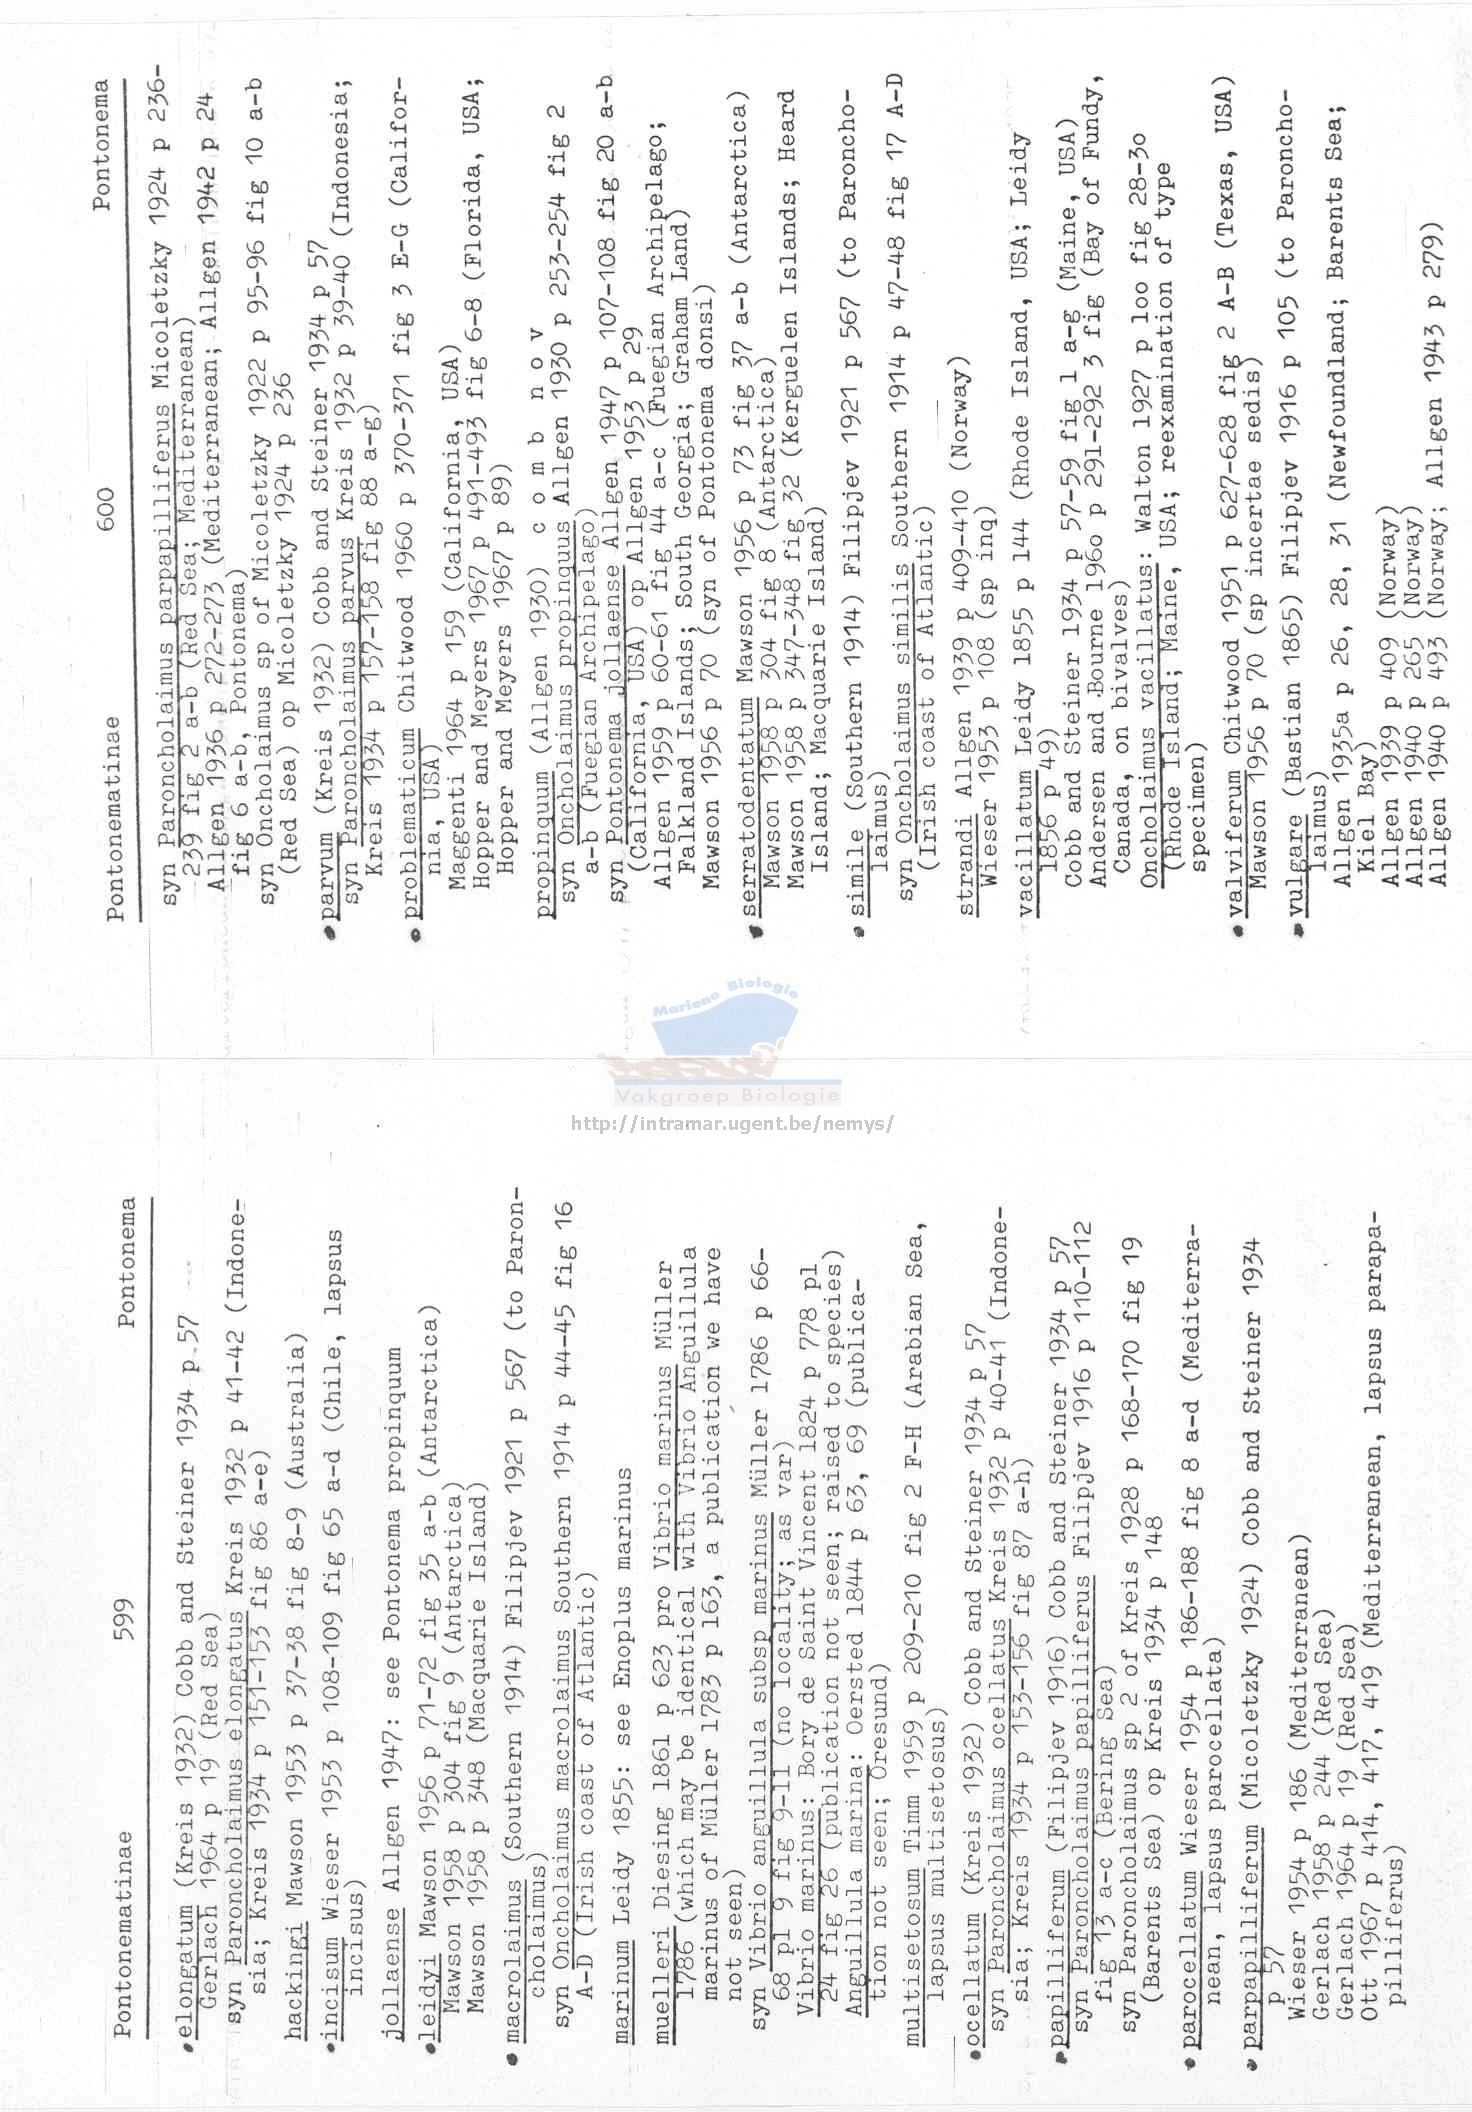 Pontonematinae 599 Pontonema
elongatum (Kreis 1932) Cobb and Steiner 1934 p 57
Gerlach 1964 p 19 (Red Sea)
syn Paroncholaimus elongatus Kreis 1932 p 41-42 (Indone-
sia; Kreis 1934 p 151-153 fig 86 a-e)
hackingi Mawson 1953 p 37-38 fig 8-9 (Australia)
incisum Wieser 1953 p 108-109 fig 65 a-d (Chile, lapsus
incisus)
jollaense Allgen 1947: see Pontonema propinquum
leidyi Mawson 1956 p 71-72 fig 35 a-b (Antarctica)
Mawson 1958 p 304 fig 9 (Antarctica)
Mawson 1958 p 348 (Macquarie Island)
macrolaimus (Southern 1914) Filipjev 1921 p 567 (to Paron-
cholaimus)
syn Oncholaimus macrolaimus Southern 1914 p 44-45 fig 16
A-D (Irish coast of Atlantic)
marinum Leidy 1855: see Enoplus marinus
muelleri Diesing 1861 p 623 pro Vibrio marinus Müller
1786 (which may be identical with Vibrio Anguillula
marinus of Müller 1783 p 163, a publication we have
not seen)
syn Vibrio anguillula subsp marinus Müller 1786 p 66-
68 pl 9 fig 9-11 (no locality; as var)
Vibrio marinus: Bory de Saint Vincent 1824 p 778 pl
24 fig 26 (publication not seen; raised to species)
Anguillula marina: Oersted 1844 p 63, 69 (publica-
tion not seen; Oresund)
multisetosum Timm 1959 p 209-210 fig 2 F-H (Arabian Sea,
lapsus multisetosus)
ocellatum (Kreis 1932) Cobb and Steiner 1934 p 57
syn Paroncholaimus ocellatus Kreis 1932 p 40-41 (Indone-
sia; Kreis 1934 p 153-156 fig 87 a-h)
papilliferum (Filipjev 1916) Cobb and Steiner 1934 p 57
syn Paroncholaimus papilliferus Filipjev 1916 p 110-112
fig 13 a-c (Bering Sea)
syn Paroncholaimus sp 2 of Kreis 1928 p 168-170 fig 19
(Barents Sea) op Kreis 1934 p 148
parocellatum Wieser 1954 p 186-188 fig 8 a-d (Mediterra-
nean, lapsus parocellata)
parpapilliferum (Micoletzky 1924) Cobb and Steiner 1934
p 57
Wieser 1954 p 186 (Mediterranean)
Gerlach 1958 p 244 (Red Sea)
Gerlach 1964 p 19 (Red Sea)
Ott 1967 p 414, 417, 419 (Mediterranean, lapsus parapa-
pilliferus)
Pontonematinae 600 Pontonema
syn Paroncholaimus parpapilliferus Micoletzky 1924 p 236-
239 fig 2 a-b (Red Sea; Mediterranean)
Allgen 1936 p 272-273 (Mediterranean; Allgen 1942 p 24
fig 6 a-b, Pontonema)
syn Oncholaimus sp of Micoletzky 1922 p 95-96 fig 10 a-b
(Red Sea) op Micoletzky 1924 p 236
parvum (Kreis 1932) Cobb and Steiner 1934 p 57
syn Paroncholaimus parvus Kreis 1932 p 39-40 (Indonesia;
Kreis 1934 p 157-158 fig 88 a-g)
problematicum Chitwood 1960 p 370-371 fig 3 E-G (Califor-
nia, USA)
Maggenti 1964 p 159 (California, USA)
Hopper and Meyers 1967 p 491-493 fig 6-8 (Florida, USA;
Hopper and Meyers 1967 p 89)
propinquum (Allgen 1930) c o m b n o v
syn Oncholaimus propinquus Allgen 1930 p 253-254 fig 2
a-b (Fuegian Archipelago)
syn Pontonema jollaense Allgen 1947 p 107-108 fig 20 a-b
(California, USA) op Allgen 1953 p 29
Allgen 1959 p 60-61 fig 44 a-c (Fuegian Archipelago;
Falkland Islands; South Georgia; Graham Land)
Mawson 1956 p 70 (syn of Pontonema donsi)
serratodentatum Mawson 1956 p 73 fig 37 a-b (Antarctica)
Mawson 1958 p 304 fig 8 (Antarctica)
Mawson 1958 p 347-348 fig 32 (Kerguelen Islands; Heard
Island; Macquarie Island)
simile (Southern 1914) Filipjev 1921 p 567 (to Paroncho-
laimus)
syn Oncholaimus similis Southern 1914 p 47-48 fig 17 A-D
(Irish coast of Atlantic)
strandi Allgen 1939 p 409-410 (Norway)
Wieser 1953 p 108 (sp inq)
vacillatum Leidy 1855 p 144 (Rhode Island, USA; Leidy
1856 p 49)
Cobb and Steiner 1934 p 57-59 fig 1 a-g (Maine, USA)
Andersen and Bourne 196o p 291-292 3 fig (Bay of Fundy,
Canada, on bivalves)
Oncholaimus vacillatus: Walton 1927 p 1oo fig 28-3o
(Rhode Island; Maine, USA; reexamination of type
specimen)
valviferum Chitwood 1951 p 627-628 fig 2 A-B (Texas, USA)
Mawson 1956 p 70 (sp incertae sedis)
vulgare (Bastian 1865) Filipjev 1916 p 105 (to Paroncho-
laimus)
Allgen 1935a p 26, 28, 31 (Newfoundland; Barents Sea;
Kiel Bay)
Allgen 1939 p 409 (Norway)
Allgen 1940 p 265 (Norway)
Allgen 1940 p 493 (Norway; Allgen 1943 p 279)
Mariene Biologie
Vakgroep Biologie
http://intramar.ugent.be/nemys/